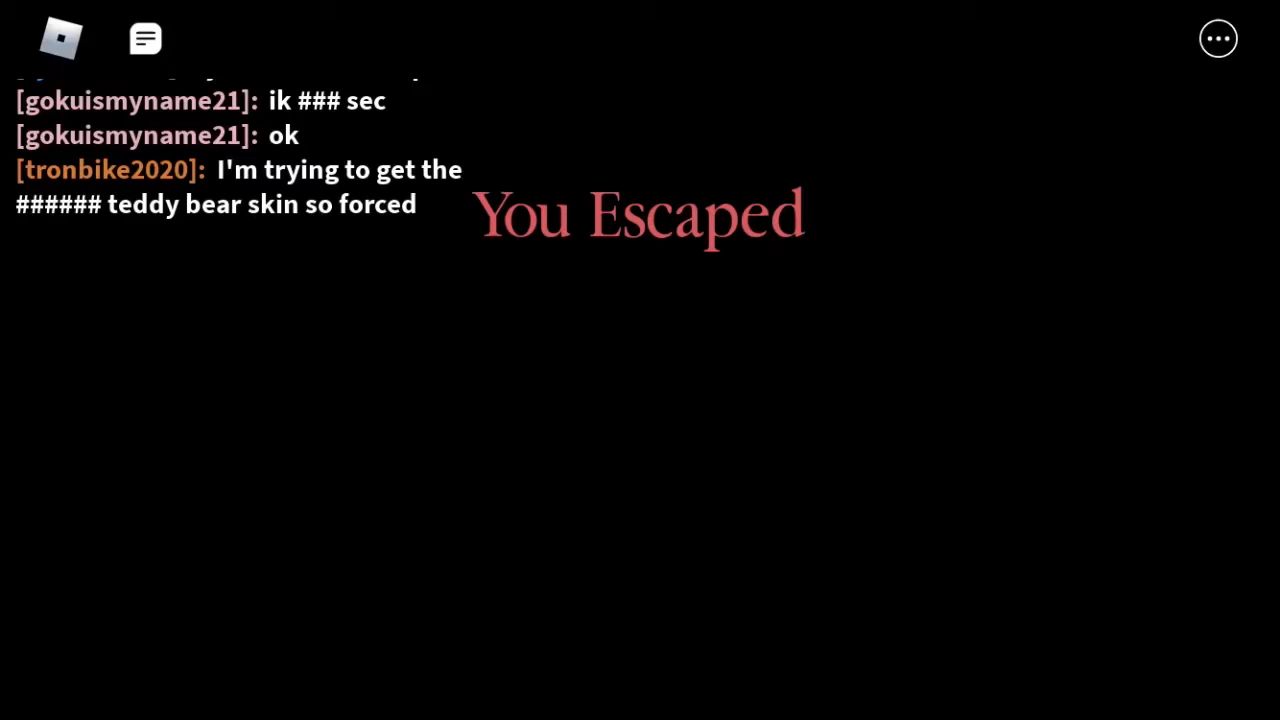 [gokuismyname21]: ik ### sec
[gokuismyname21]: ok
[tronbike2020]: I'm trying to get the
###### teddy bear skin so forced
You Escaped